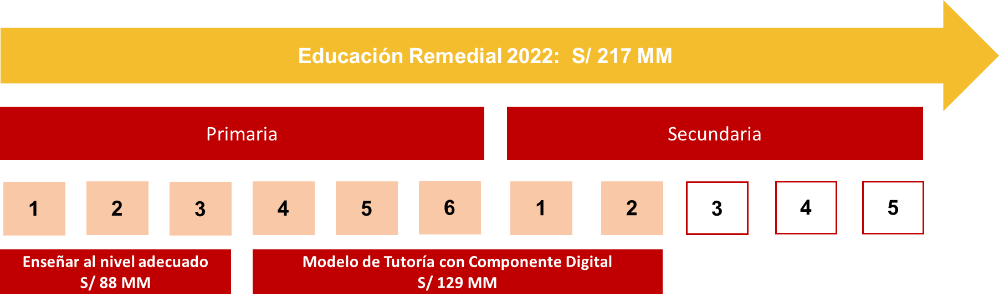 Educación Remedial 2022: S/ 217 MM
Primaria
Secundaria
1 2 3 4 5 6 1 2 3 4 5
Enseñar al nivel adecuado
S/ 88 MM
Modelo de Tutoría con Componente Digital
S/ 129 MM